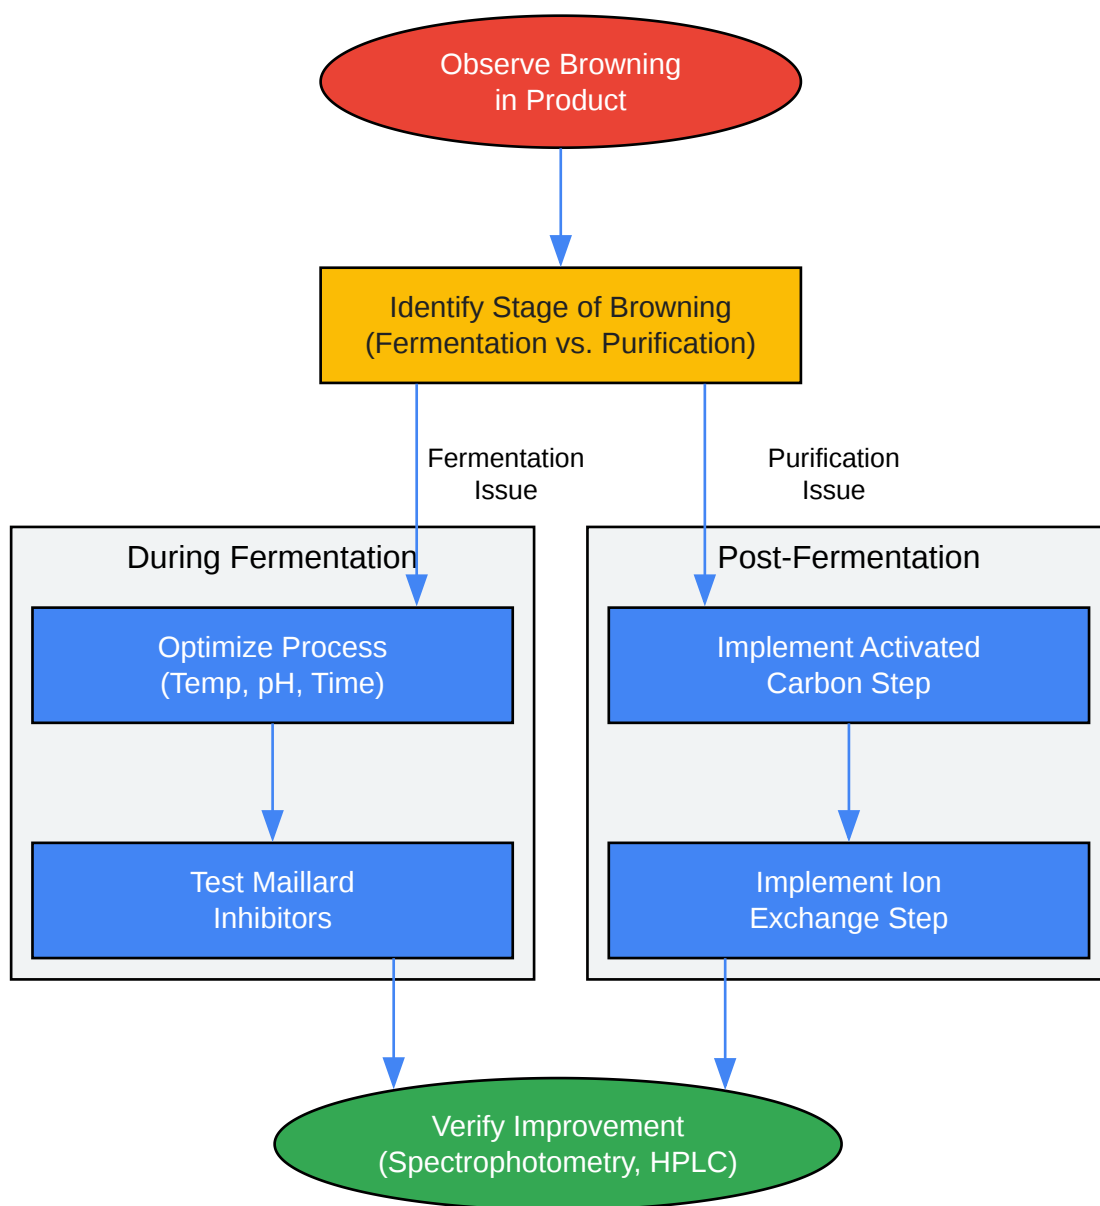 Observe Browning
in Product
Identify Stage of Browning
(Fermentation vs. Purification)
Fermentation
Issue
Purification
Issue
During Fermentation
Optimize Process
(Temp, pH, Time)
Test Maillard
Inhibitors
Post-Fermentation
Implement Activated
Carbon Step
Implement Ion
Exchange Step
Verify Improvement
(Spectrophotometry, HPLC)